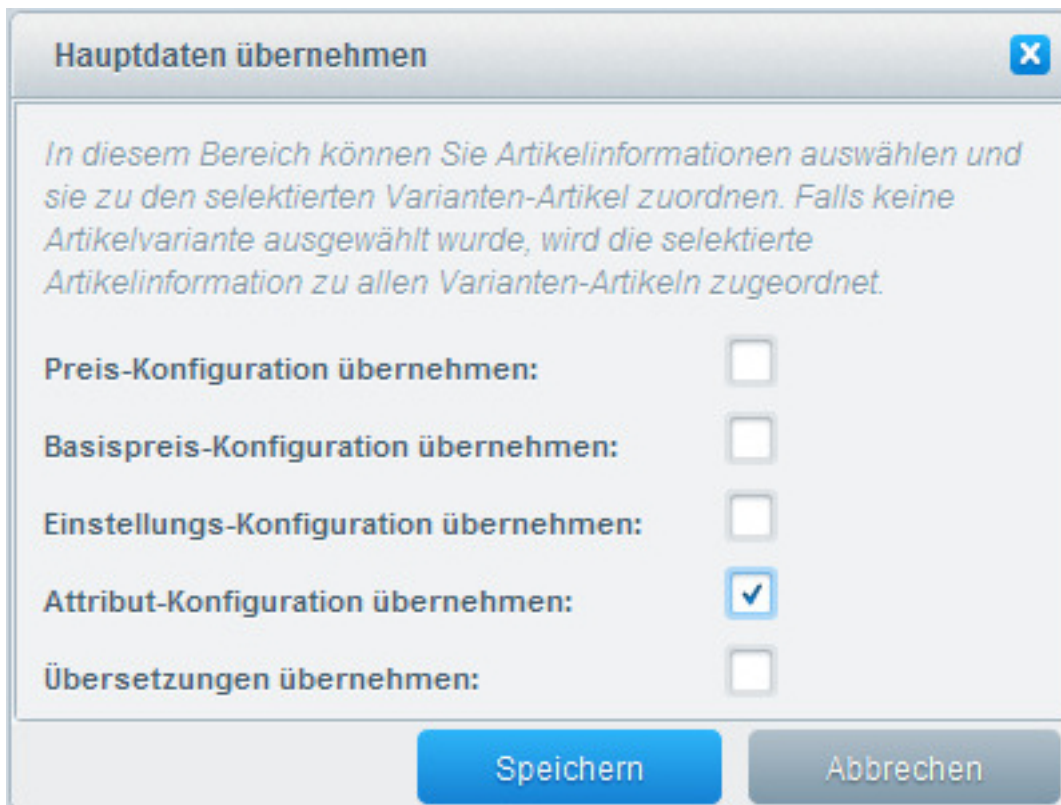 Hauptdaten übernehmen
In diesem Bereich können Sie Artikelinformationen auswählen und
sie zu den selektierten Varianten-Artikel zuordnen. Falls keine
Artikelvariante ausgewählt wurde, wird die selektierte
Artikelinformation zu allen Varianten-Artikeln zugeordnet.
Preis-Konfiguration übernehmen:
Basispreis-Konfiguration übernehmen:
Einstellungs-Konfiguration übernehmen:
Attribut-Konfiguration übernehmen:
Übersetzungen übernehmen:
Speichern Abbrechen